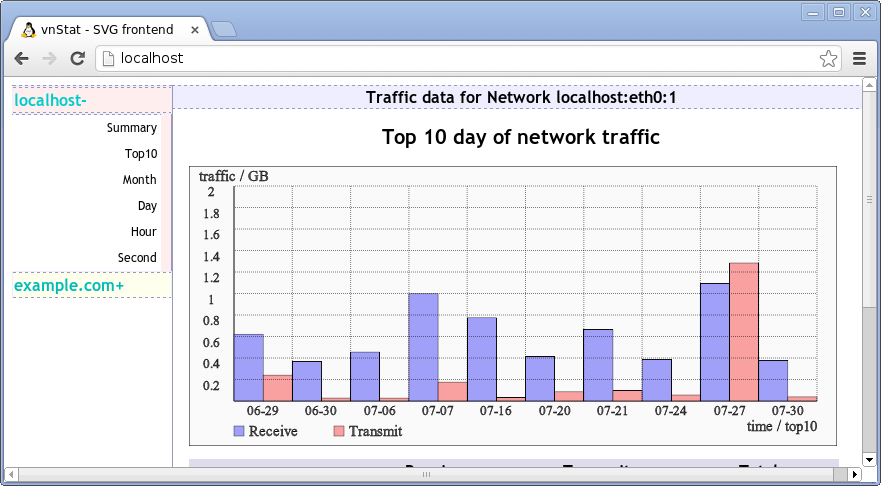 vnStat - SVG frontend
localhost
localhost-
Summary
Top10
Month
Day
Hour
Second
example.com+
Traffic data for Network localhost:eth0:1
Top 10 day of network traffic
traffic / GB
2
1.8
1.6
1.4
1.2
1
0.8
0.6
0.4
0.2
06-29 06-30 07-06 07-07 07-16 07-20 07-21 07-24 07-27 07-30
time / top10
Receive Transmit